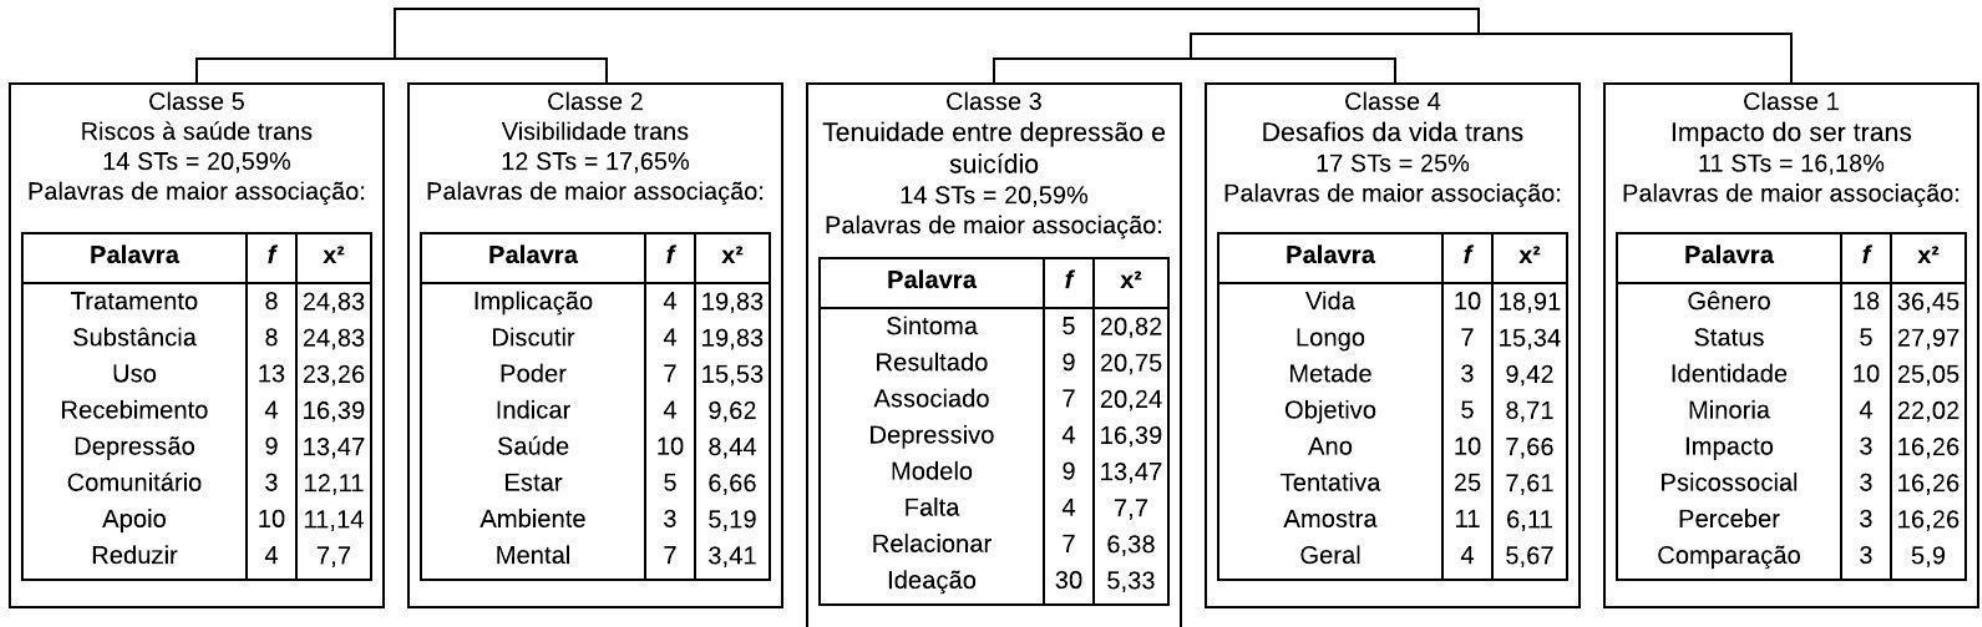 Classe 5
Riscos à saúde trans
14 STs = 20,59%
Palavras de maior associação:
Palavra f x²
Tratamento 8 24,83
Substância 8 24,83
Uso 13 23,26
Recebimento 4 16,39
Depressão 9 13,47
Comunitário 3 12,11
Apoio 10 11,14
Reduzir 4 7,7
Classe 2
Visibilidade trans
12 STs = 17,65%
Palavras de maior associação:
Palavra f x²
Implicação 4 19,83
Discutir 4 19,83
Poder 7 15,53
Indicar 4 9,62
Saúde 10 8,44
Estar 5 6,66
Ambiente 3 5,19
Mental 7 3,41
Classe 3
Tenuidade entre depressão e
suicídio
14 STs = 20,59%
Palavras de maior associação:
Palavra f x²
Sintoma 5 20,82
Resultado 9 20,75
Associado 7 20,24
Depressivo 4 16,39
Modelo 9 13,47
Falta 4 7,7
Relacionar 7 6,38
Ideação 30 5,33
Classe 4
Desafios da vida trans
17 STs = 25%
Palavras de maior associação:
Palavra f x²
Vida 10 18,91
Longo 7 15,34
Metade 3 9,42
Objetivo 5 8,71
Ano 10 7,66
Tentativa 25 7,61
Amostra 11 6,11
Geral 4 5,67
Classe 1
Impacto do ser trans
11 STs = 16,18%
Palavras de maior associação:
Palavra f x²
Gênero 18 36,45
Status 5 27,97
Identidade 10 25,05
Minoria 4 22,02
Impacto 3 16,26
Psicossocial 3 16,26
Perceber 3 16,26
Comparação 3 5,9